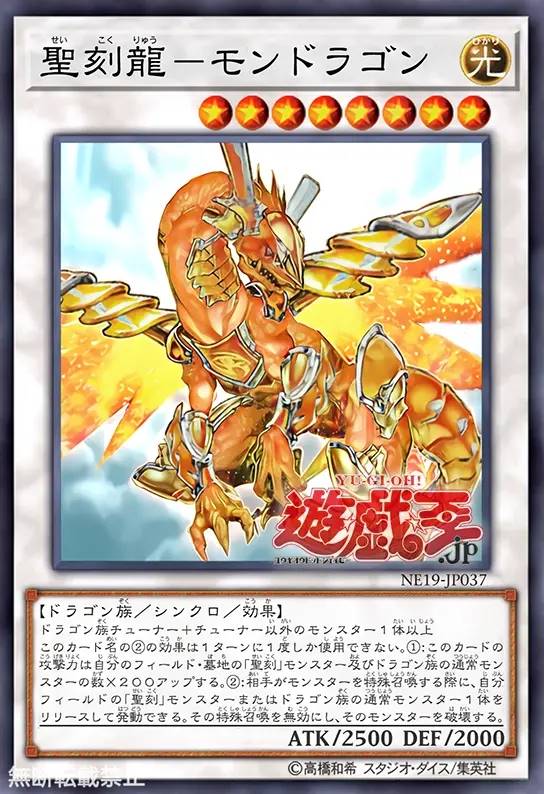 聖刻龍－モンドラゴン
光
YU-GI-OH!
遊戯王.jp
NE19-JP037
【ドラゴン族／シンクロ／効果】
ドラゴン族チューナー＋チューナー以外のモンスター１体以上
このカード名の②の効果は１ターンに１度しか使用できない。①：このカードの
攻撃力は自分のフィールド・墓地の「聖刻」モンスター及びドラゴン族の通常モン
スターの数×２００アップする。②：相手がモンスターを特殊召喚する際に、自分
フィールドの「聖刻」モンスターまたはドラゴン族の通常モンスター１体を
リリースして発動できる。その特殊召喚を無効にし、そのモンスターを破壊する。
ATK/2500 DEF/2000
無断転載禁止
©高橋和希 スタジオ・ダイス/集英社